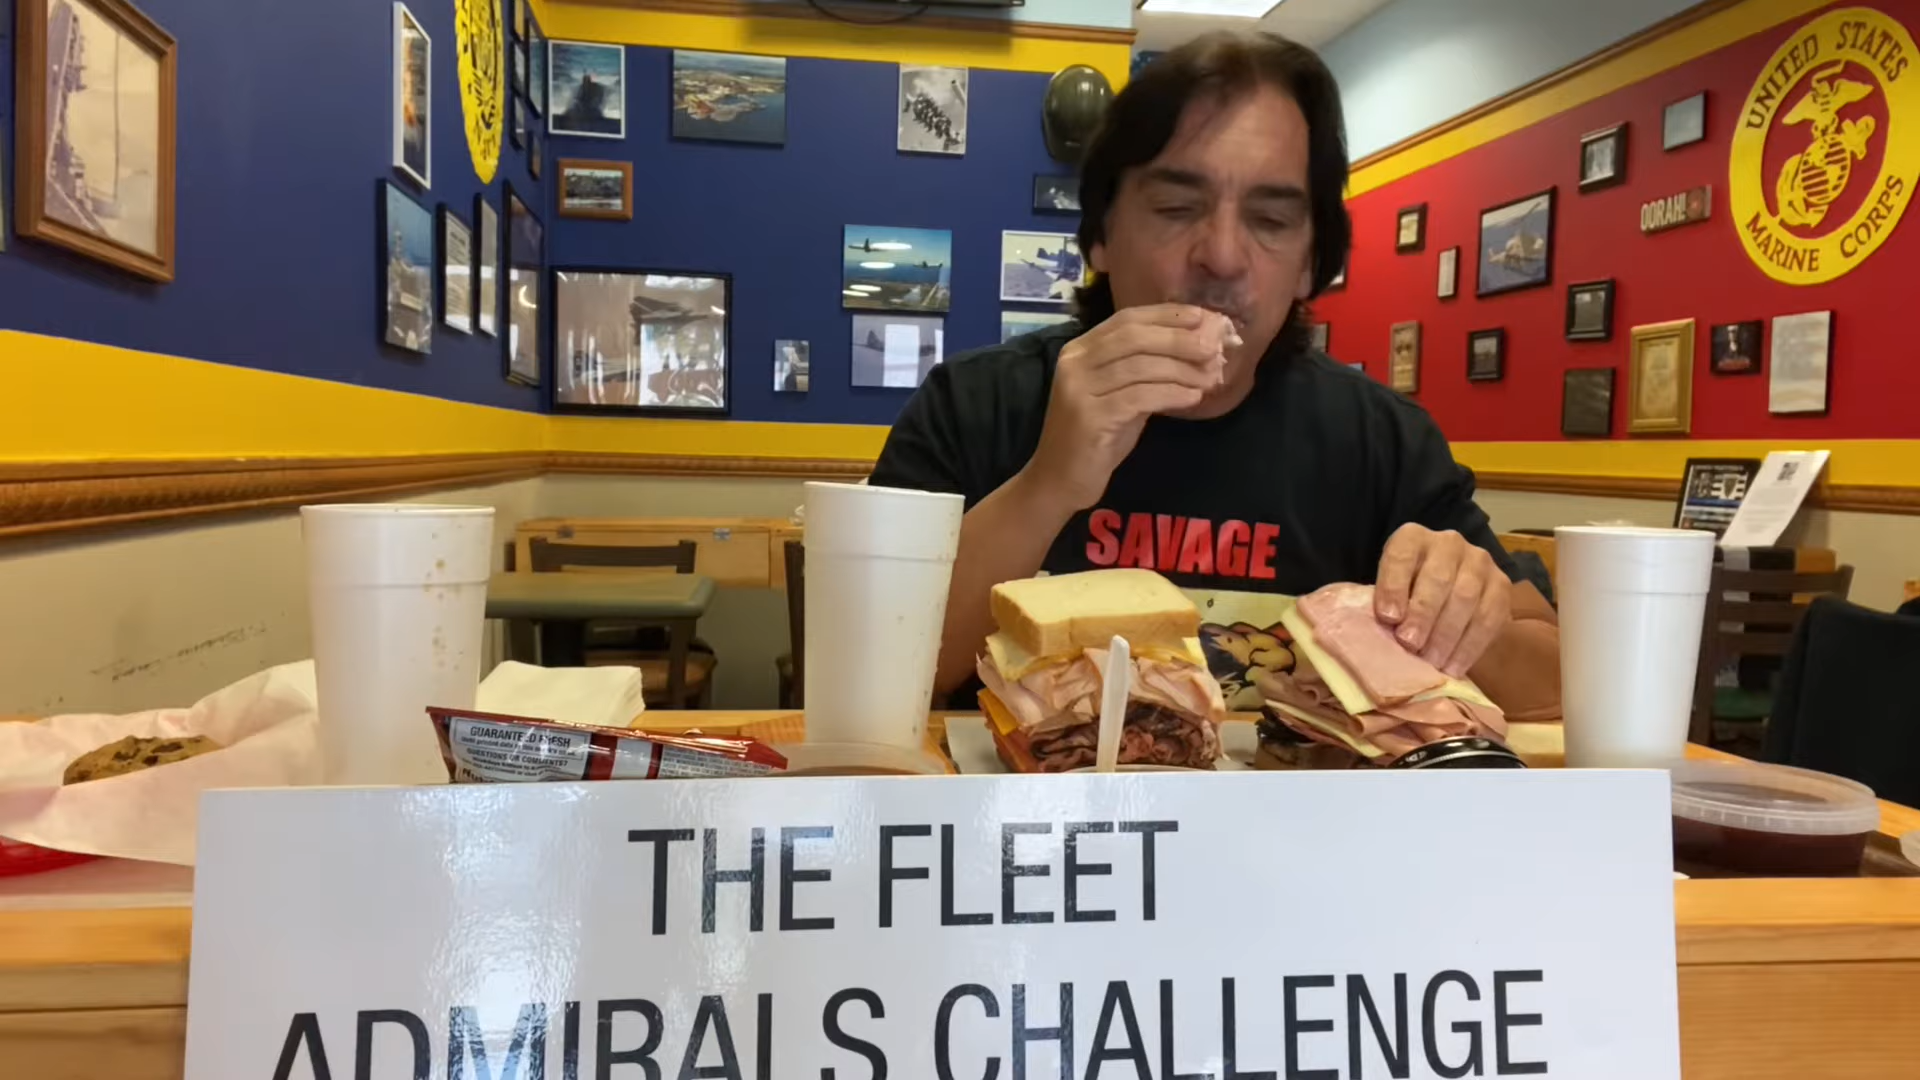 UNITED STATES
MARINE CORPS
OORAH!
SAVAGE
GUARANTEED FRESH
QUESTIONS OR COMMENTS?
THE FLEET
ADMIRALS CHALLENGE